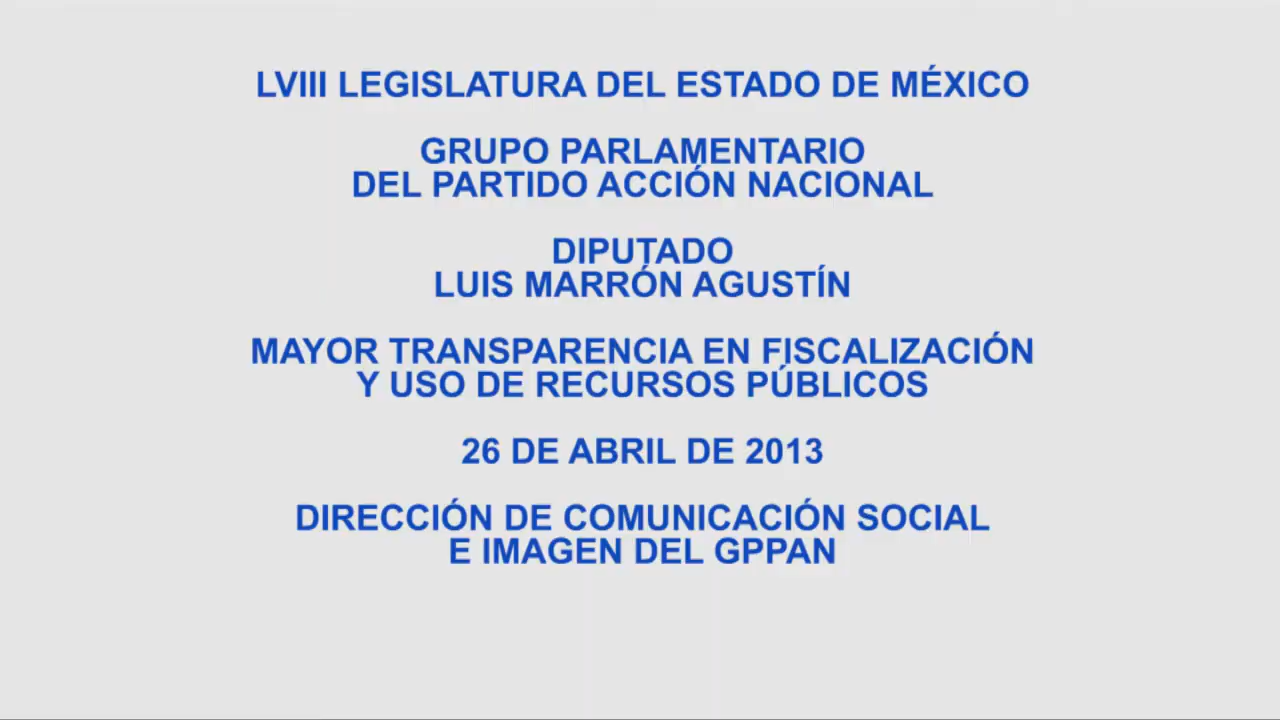 LVIII LEGISLATURA DEL ESTADO DE MÉXICO
GRUPO PARLAMENTARIO
DEL PARTIDO ACCIÓN NACIONAL
DIPUTADO
LUIS MARRÓN AGUSTÍN
MAYOR TRANSPARENCIA EN FISCALIZACIÓN
Y USO DE RECURSOS PÚBLICOS
26 DE ABRIL DE 2013
DIRECCIÓN DE COMUNICACIÓN SOCIAL
E IMAGEN DEL GPPAN